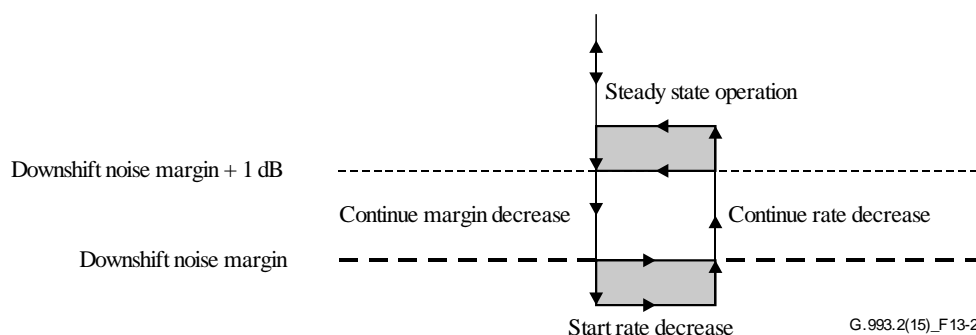 Steady state operation
Downshift noise margin + 1 dB
Continue margin decrease
Continue rate decrease
Downshift noise margin
Start rate decrease
G.993.2(15)_F13-2